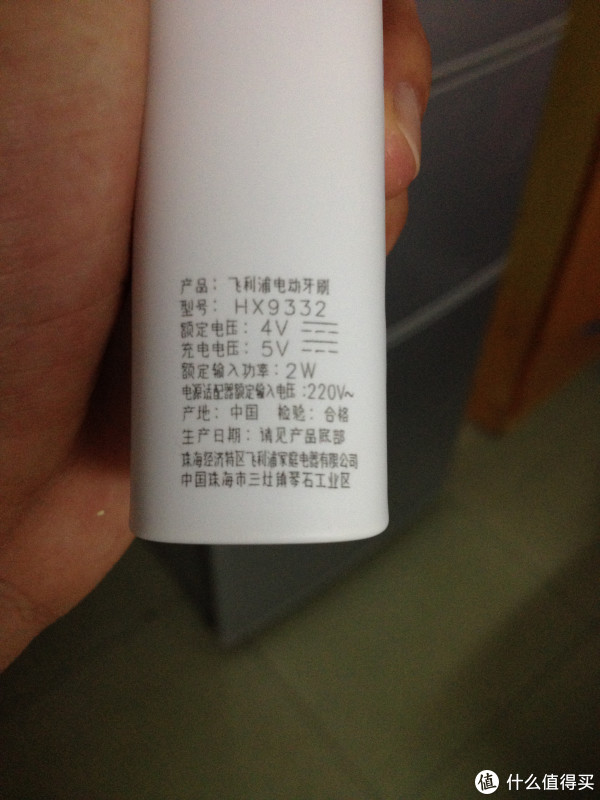 产品：飞利浦电动牙刷
型号：HX9332
额定电压：4V ⎓
充电电压：5V ⎓
额定输入功率：2W
电源适配器额定输入电压：220V~
产地：中国 检验：合格
生产日期：请见产品底部
珠海经济特区飞利浦家庭电器有限公司
中国珠海市三灶镇琴石工业区
值 什么值得买